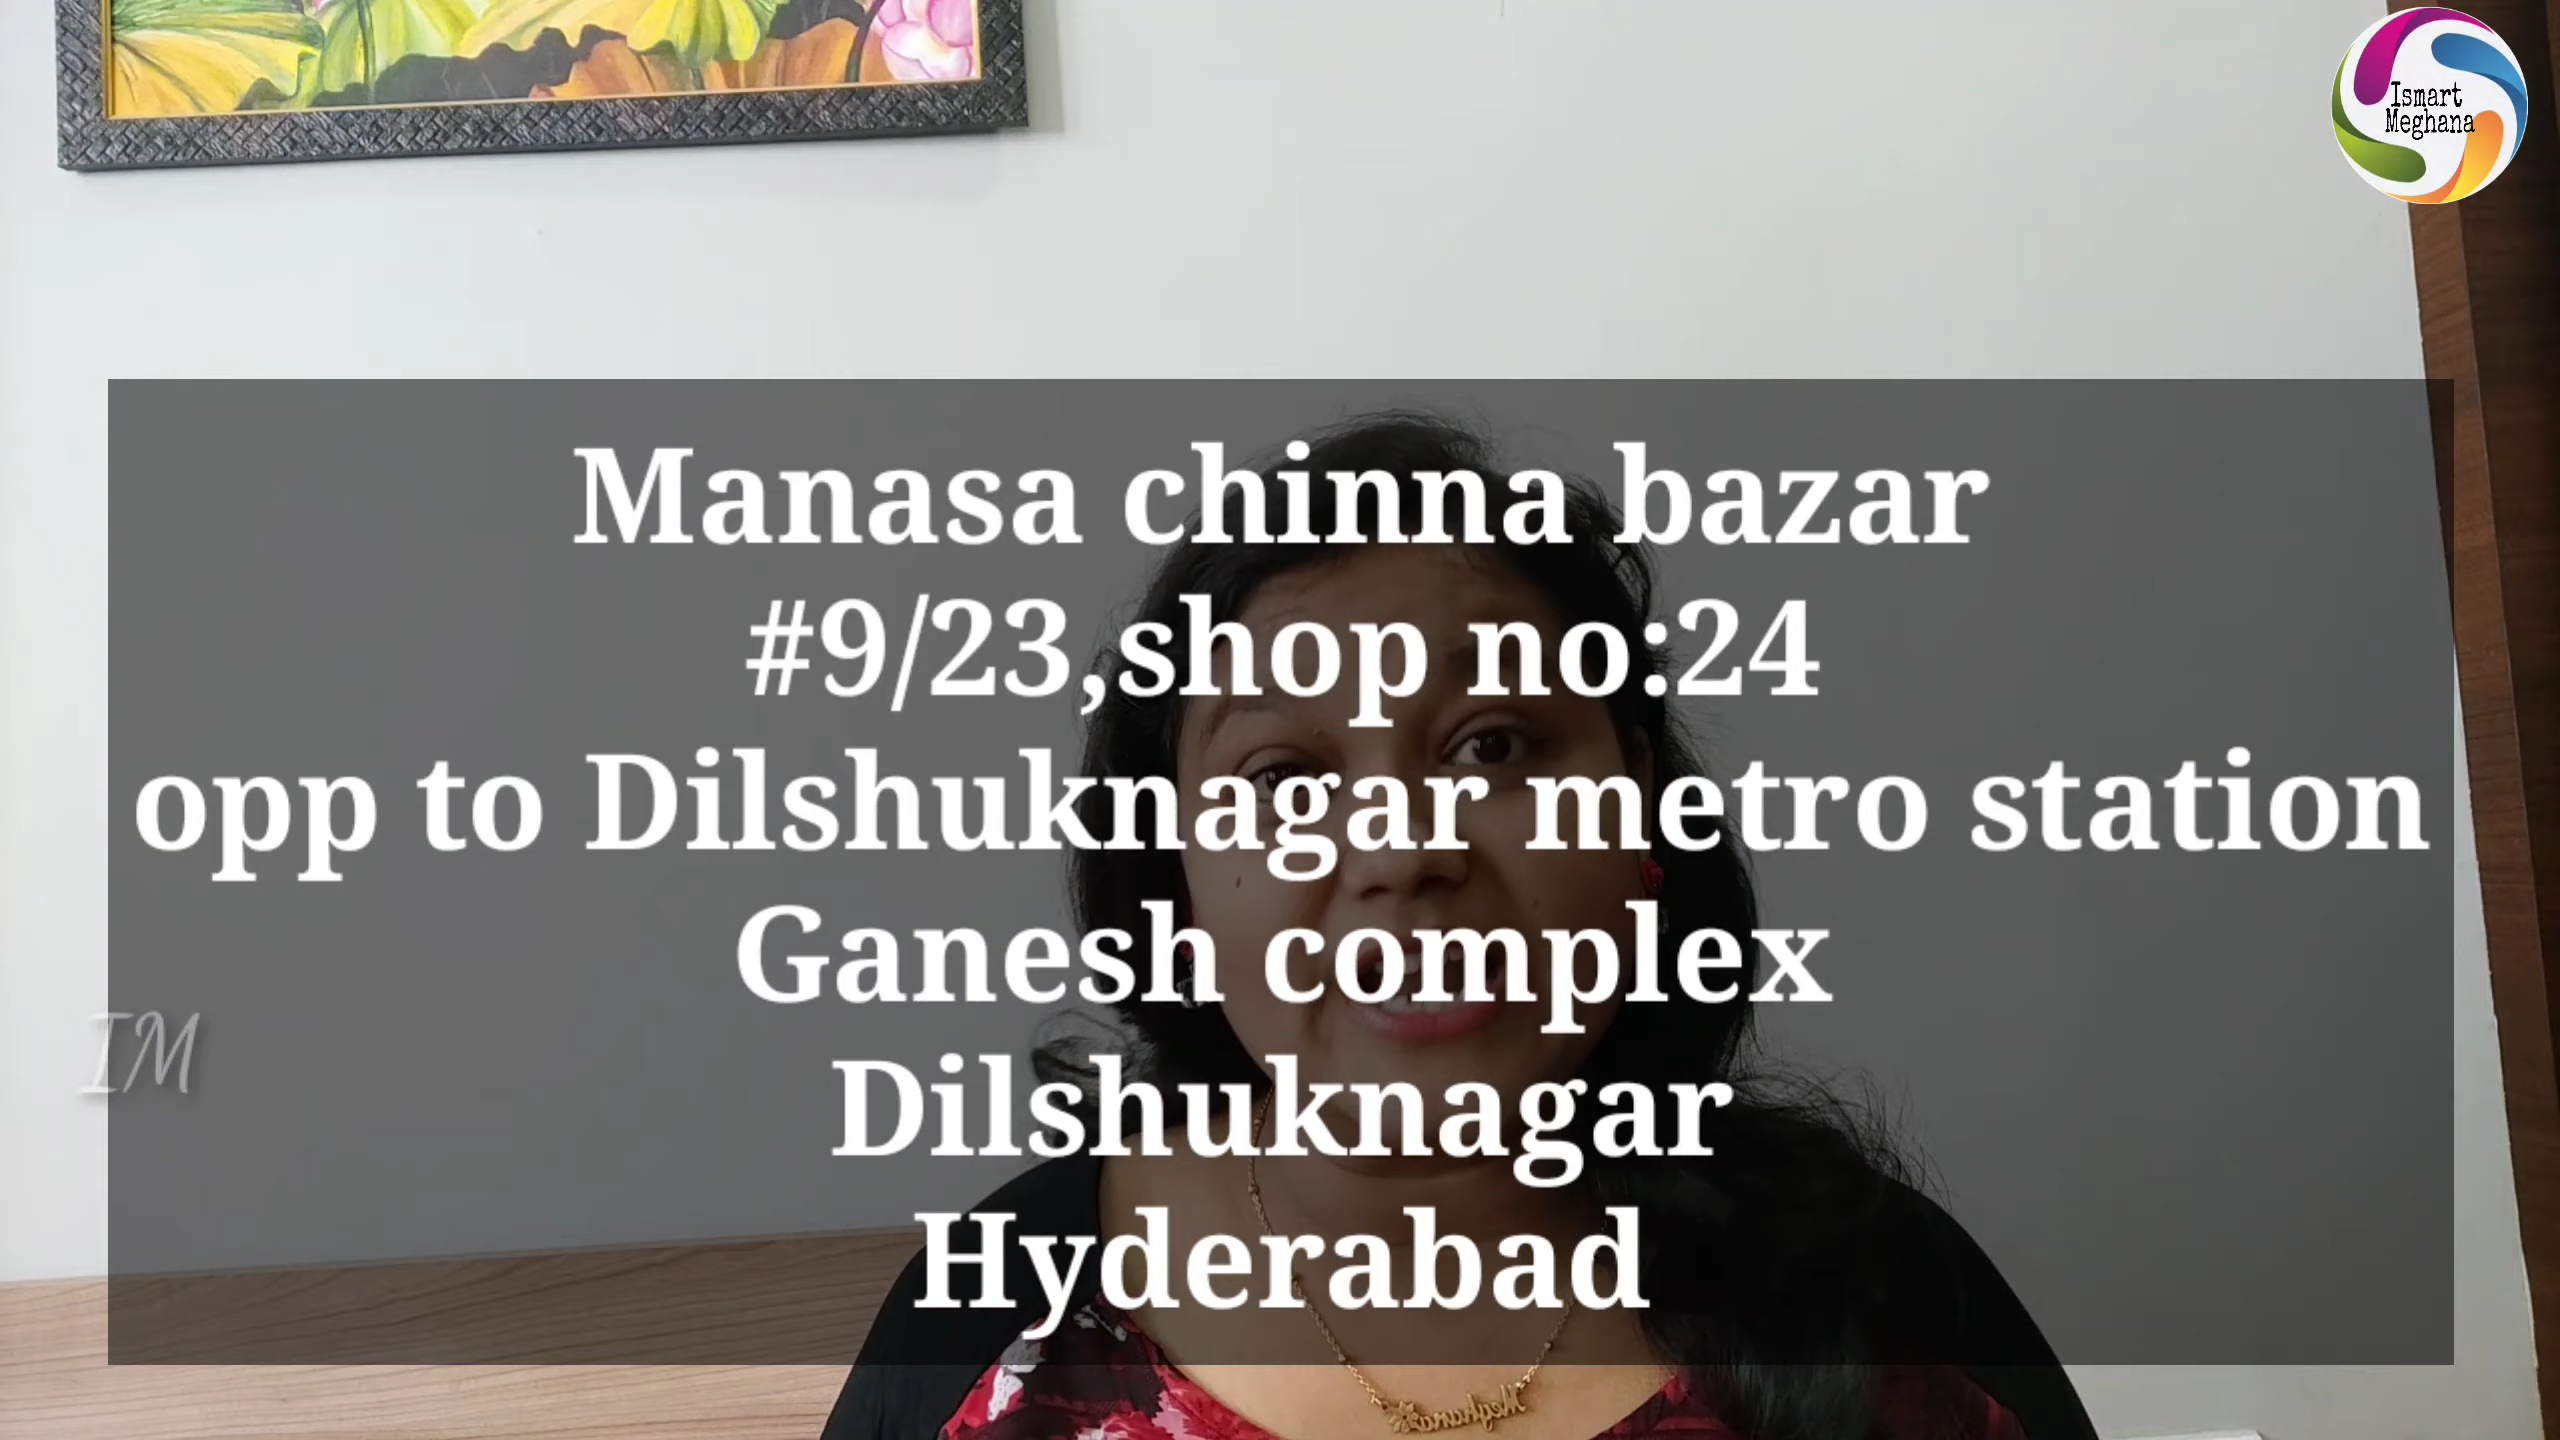 Ismart
Meghana
Manasa chinna bazar
#9/23,shop no:24
opp to Dilshuknagar metro station
Ganesh complex
Dilshuknagar
Hyderabad
IM
Meghana